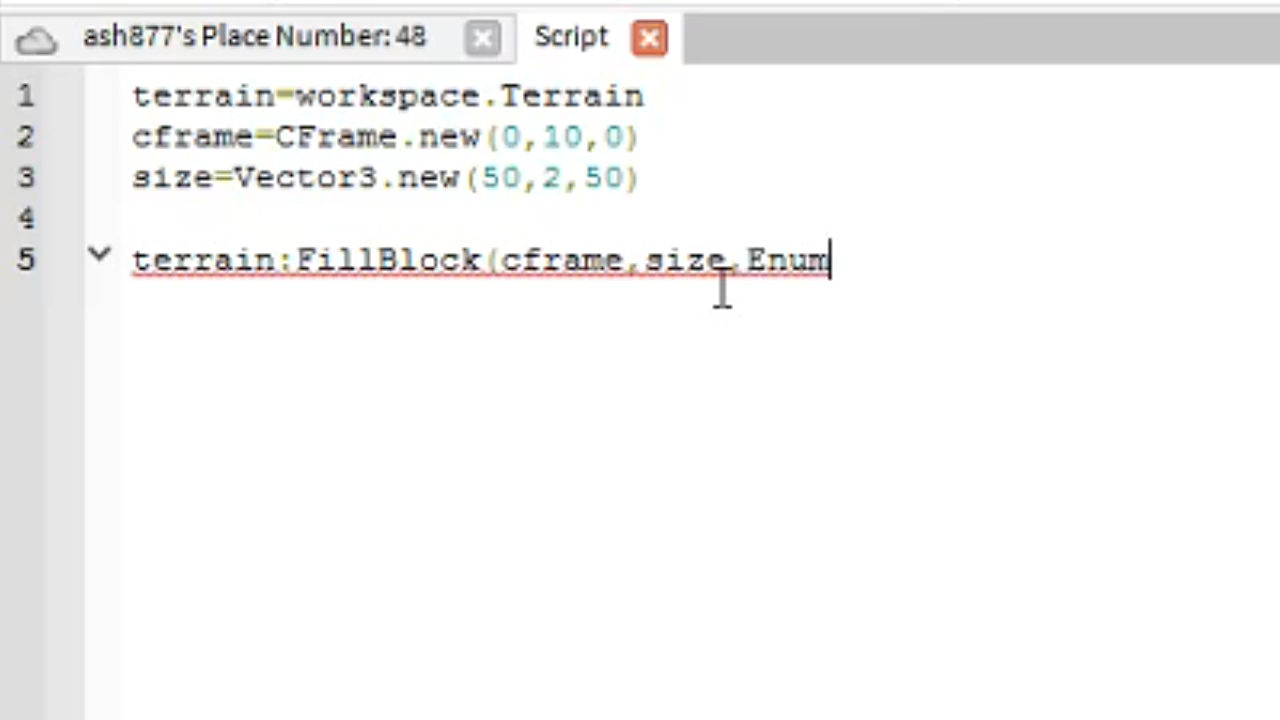 ash877's Place Number: 48
Script
1 terrain=workspace.Terrain
2 cframe=CFrame.new(0,10,0)
3 size=Vector3.new(50,2,50)
4
5 terrain:FillBlock(cframe,size,Enum